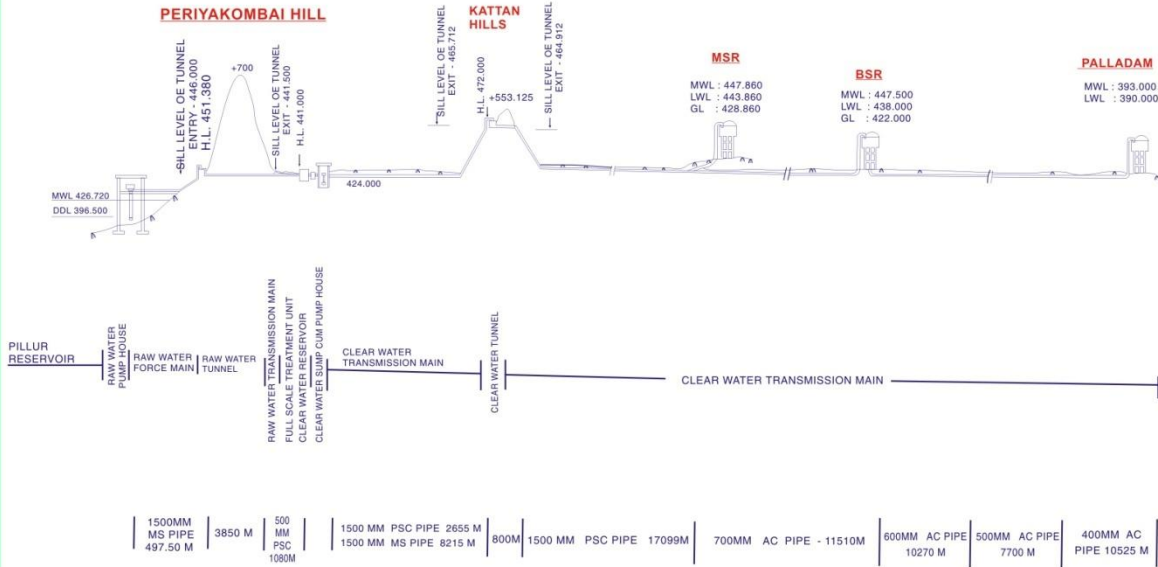 PERIYAKOMBAI HILL
KATTAN
HILLS
MSR
BSR
PALLADAM
SILL LEVEL OE TUNNEL
ENTRY - 446.000
H.L. 451.380
+700
SILL LEVEL OE TUNNEL
EXIT - 441.500
H.L. 441.000
SILL LEVEL OE TUNNEL
EXIT - 465.712
H.L. 472.000
+553.125
SILL LEVEL OE TUNNEL
EXIT - 464.912
MWL : 447.860
LWL : 443.860
GL : 428.860
MWL : 447.500
LWL : 438.000
GL : 422.000
MWL : 393.000
LWL : 390.000
MWL 426.720
DDL 396.500
424.000
PILLUR
RESERVOIR
RAW WATER
PUMP HOUSE
RAW WATER
FORCE MAIN
RAW WATER
TUNNEL
RAW WATER TRANSMISSION MAIN
FULL SCALE TREATMENT UNIT
CLEAR WATER RESERVOIR
CLEAR WATER SUMP CUM PUMP HOUSE
CLEAR WATER
TRANSMISSION MAIN
CLEAR WATER TUNNEL
CLEAR WATER TRANSMISSION MAIN
1500MM
MS PIPE
497.50 M
3850 M
500
MM
PSC
1080M
1500 MM PSC PIPE 2655 M
1500 MM MS PIPE 8215 M
800M
1500 MM PSC PIPE 17099M
700MM AC PIPE - 11510M
600MM AC PIPE
10270 M
500MM AC PIPE
7700 M
400MM AC
PIPE 10525 M